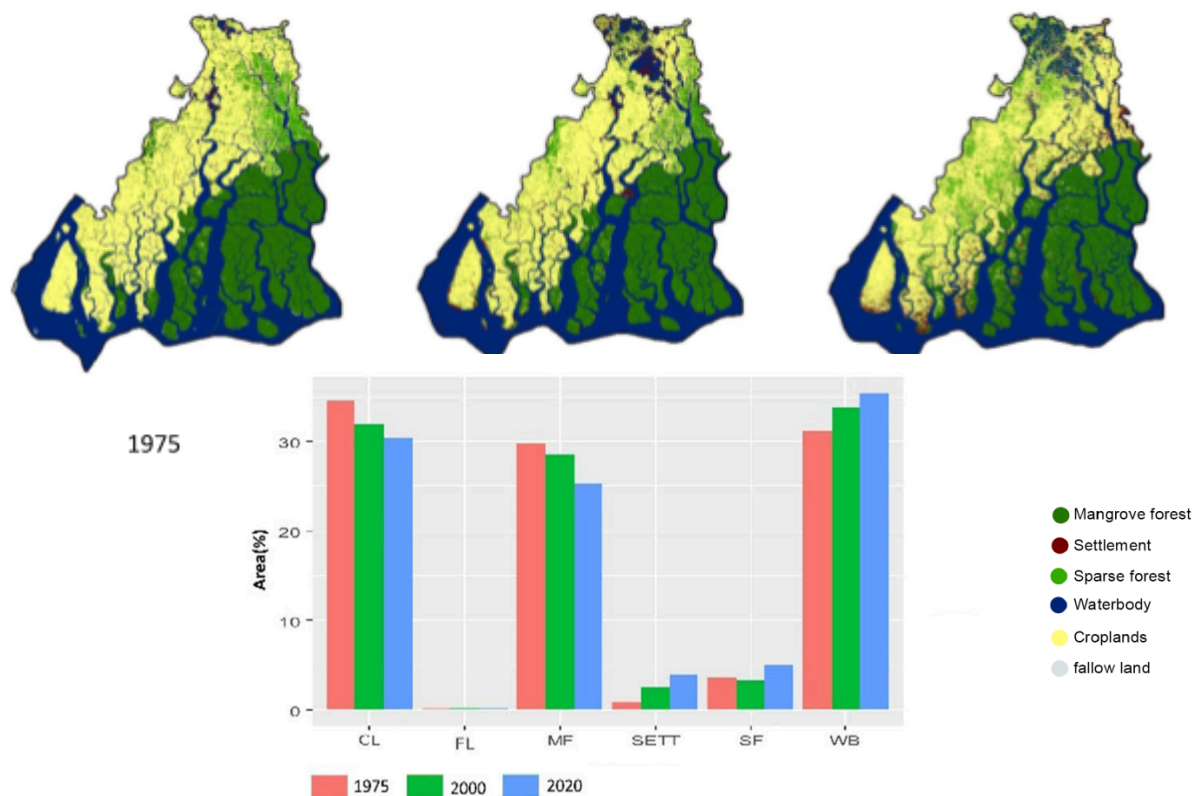 1975
30
20
10
0
Area(%)
CL FL MF SETT SF WB
1975 2000 2020
Mangrove forest
Settlement
Sparse forest
Waterbody
Croplands
fallow land